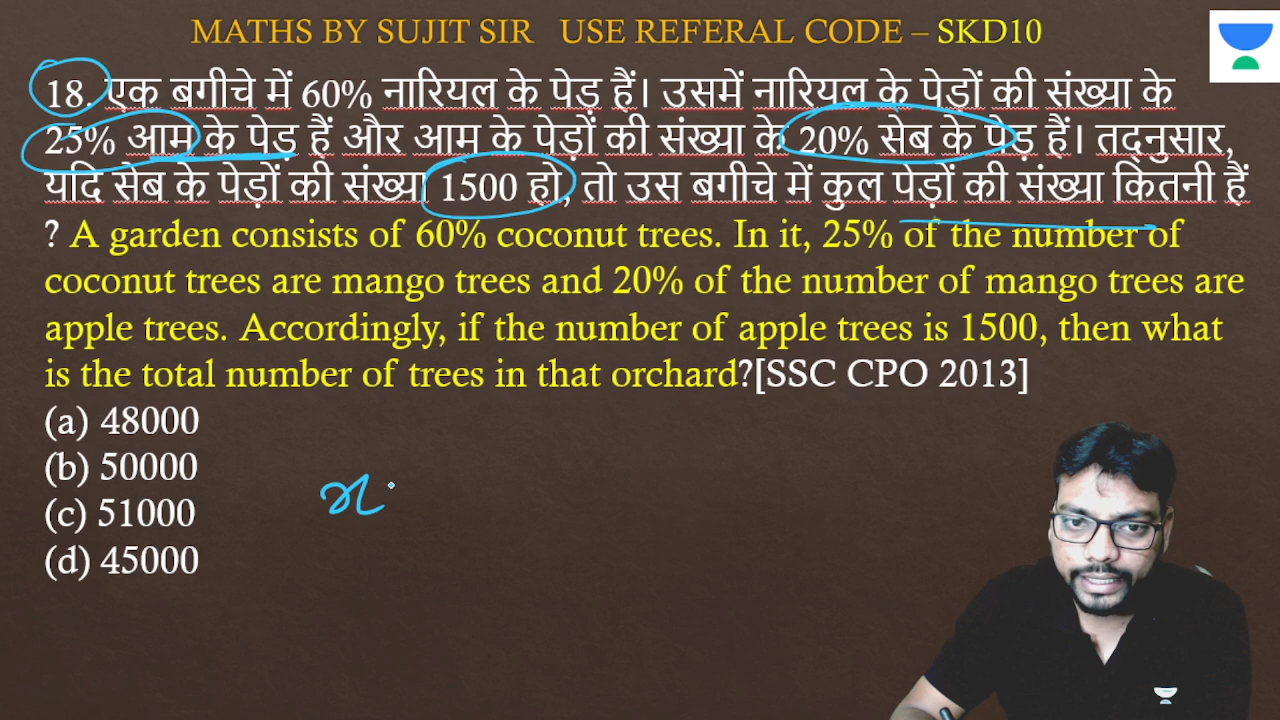 MATHS BY SUJIT SIR USE REFERAL CODE – SKD10
18. एक बगीचे में 60% नारियल के पेड़ हैं। उसमें नारियल के पेड़ों की संख्या के
25% आम के पेड़ हैं और आम के पेड़ों की संख्या के 20% सेब के पेड़ हैं। तद्नुसार,
यदि सेब के पेड़ों की संख्या 1500 हो, तो उस बगीचे में कुल पेड़ों की संख्या कितनी हैं
? A garden consists of 60% coconut trees. In it, 25% of the number of
coconut trees are mango trees and 20% of the number of mango trees are
apple trees. Accordingly, if the number of apple trees is 1500, then what
is the total number of trees in that orchard?[SSC CPO 2013]
(a) 48000
(b) 50000
x
(c) 51000
(d) 45000